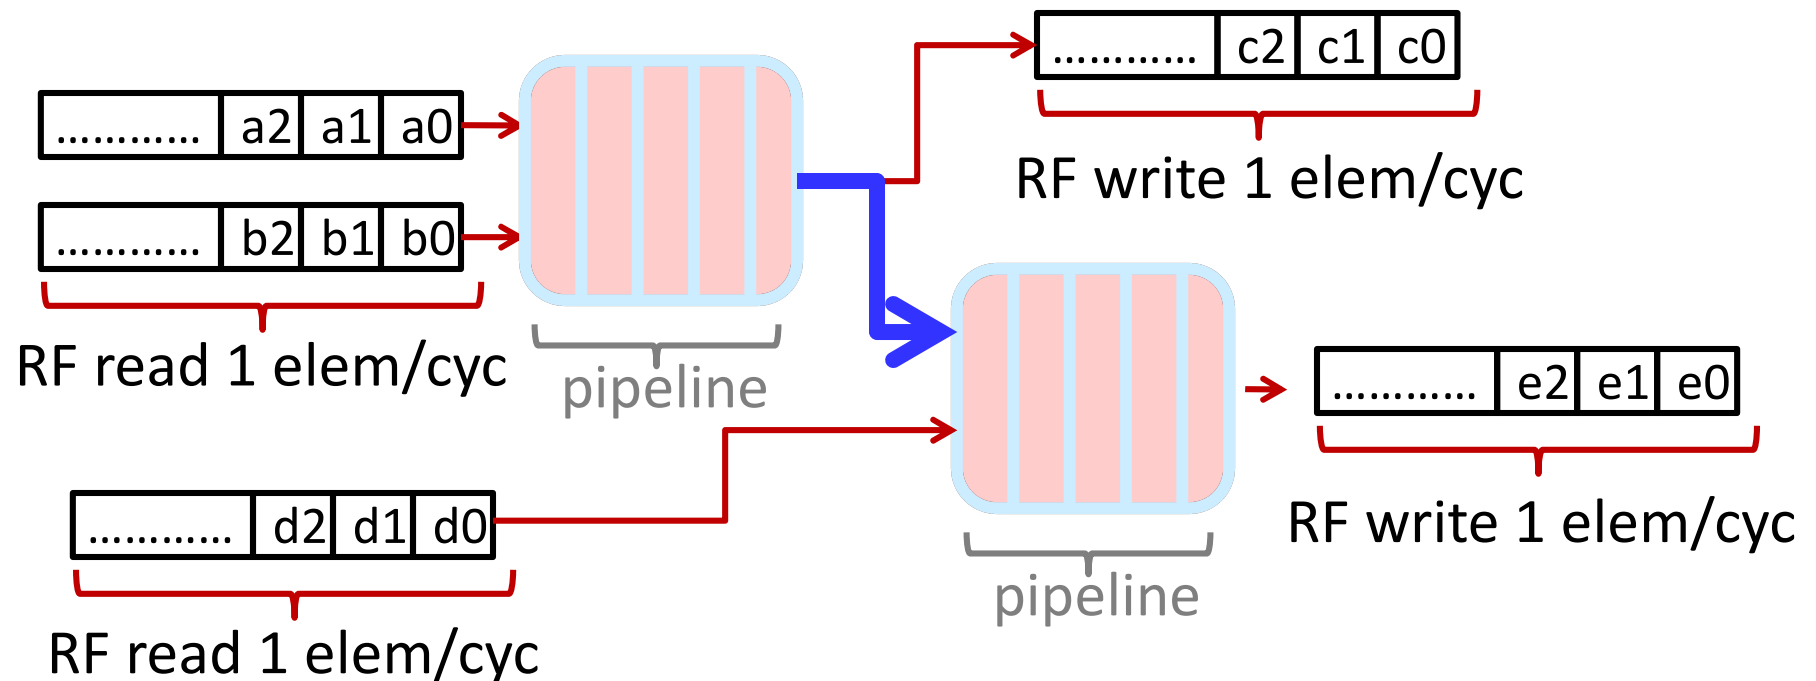 ………… c2 c1 c0
RF write 1 elem/cyc
………… a2 a1 a0
………… b2 b1 b0
RF read 1 elem/cyc
pipeline
………… e2 e1 e0
RF write 1 elem/cyc
………… d2 d1 d0
RF read 1 elem/cyc
pipeline